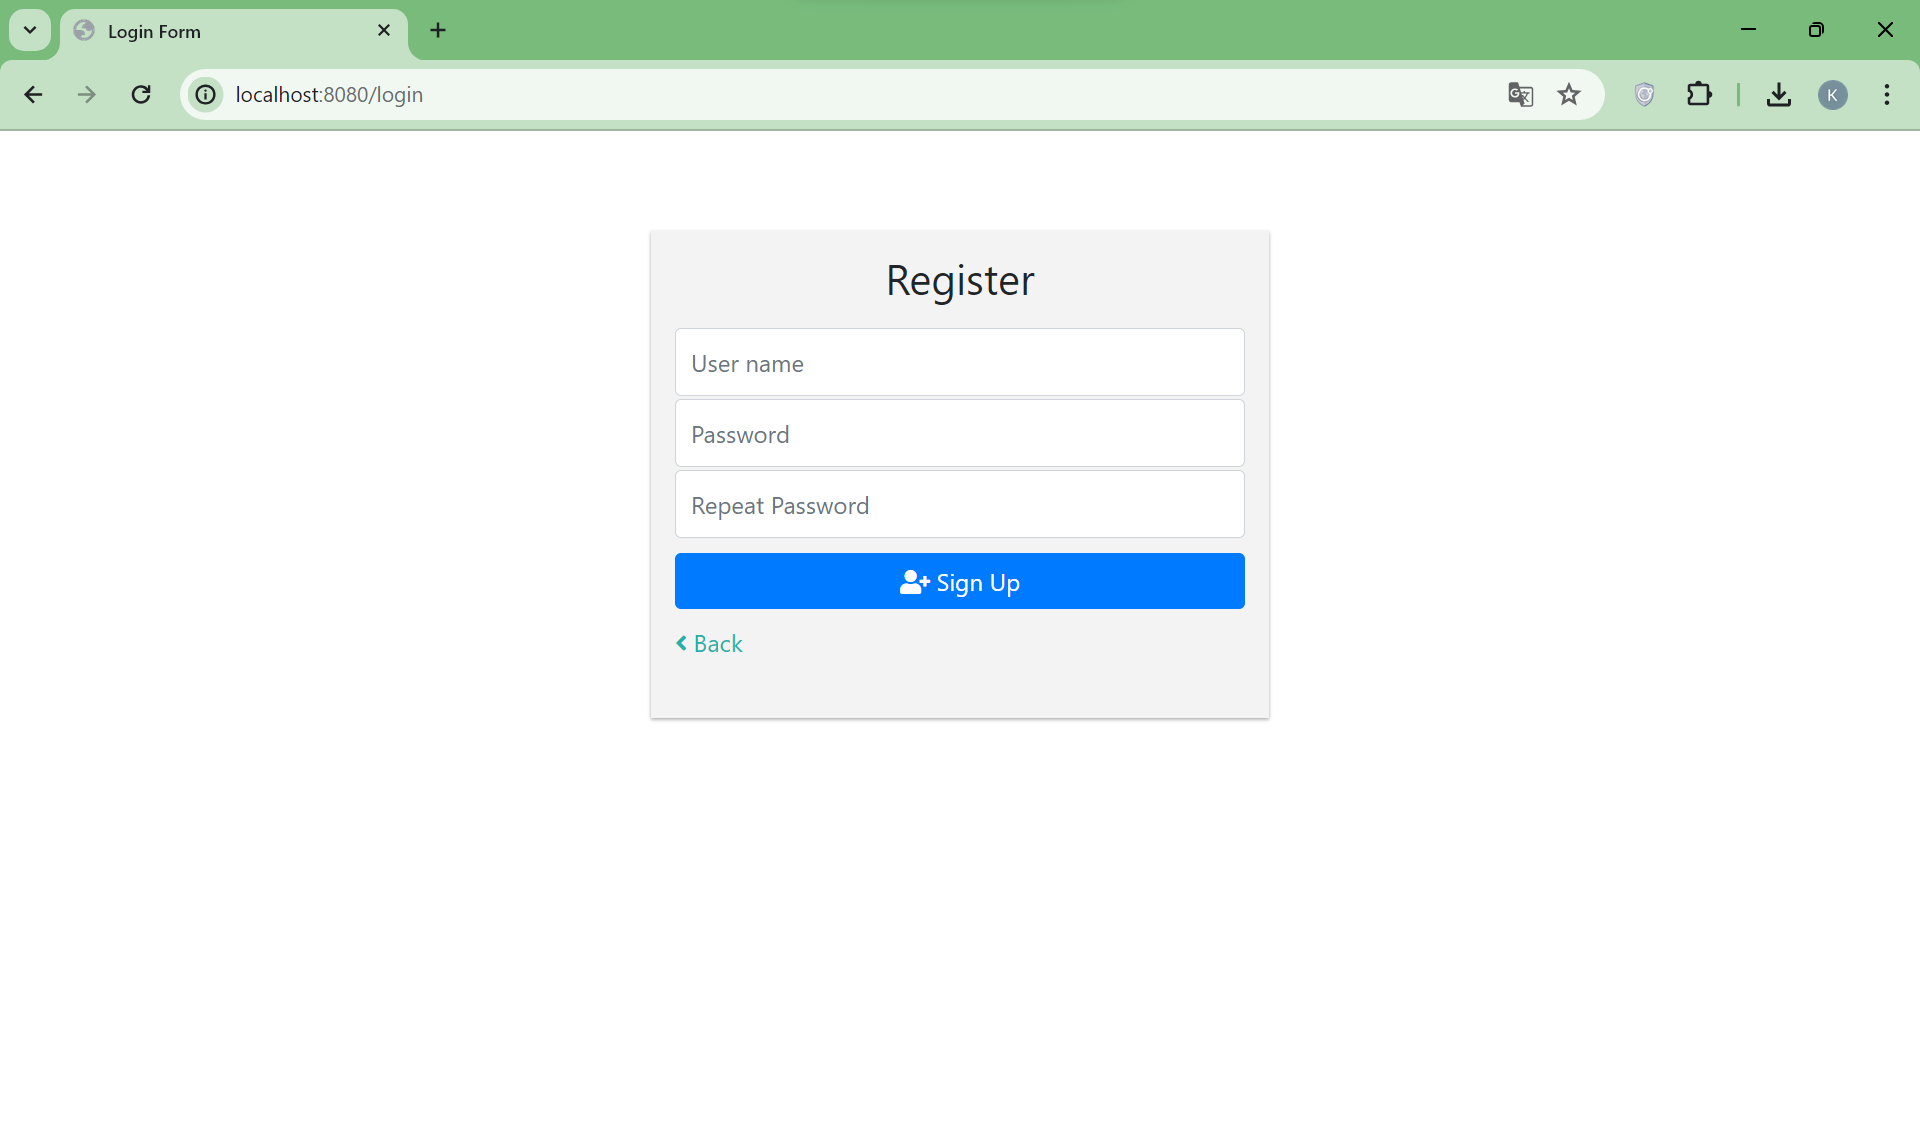 Login Form
localhost:8080/login
K
Register
User name
Password
Repeat Password
Sign Up
Back